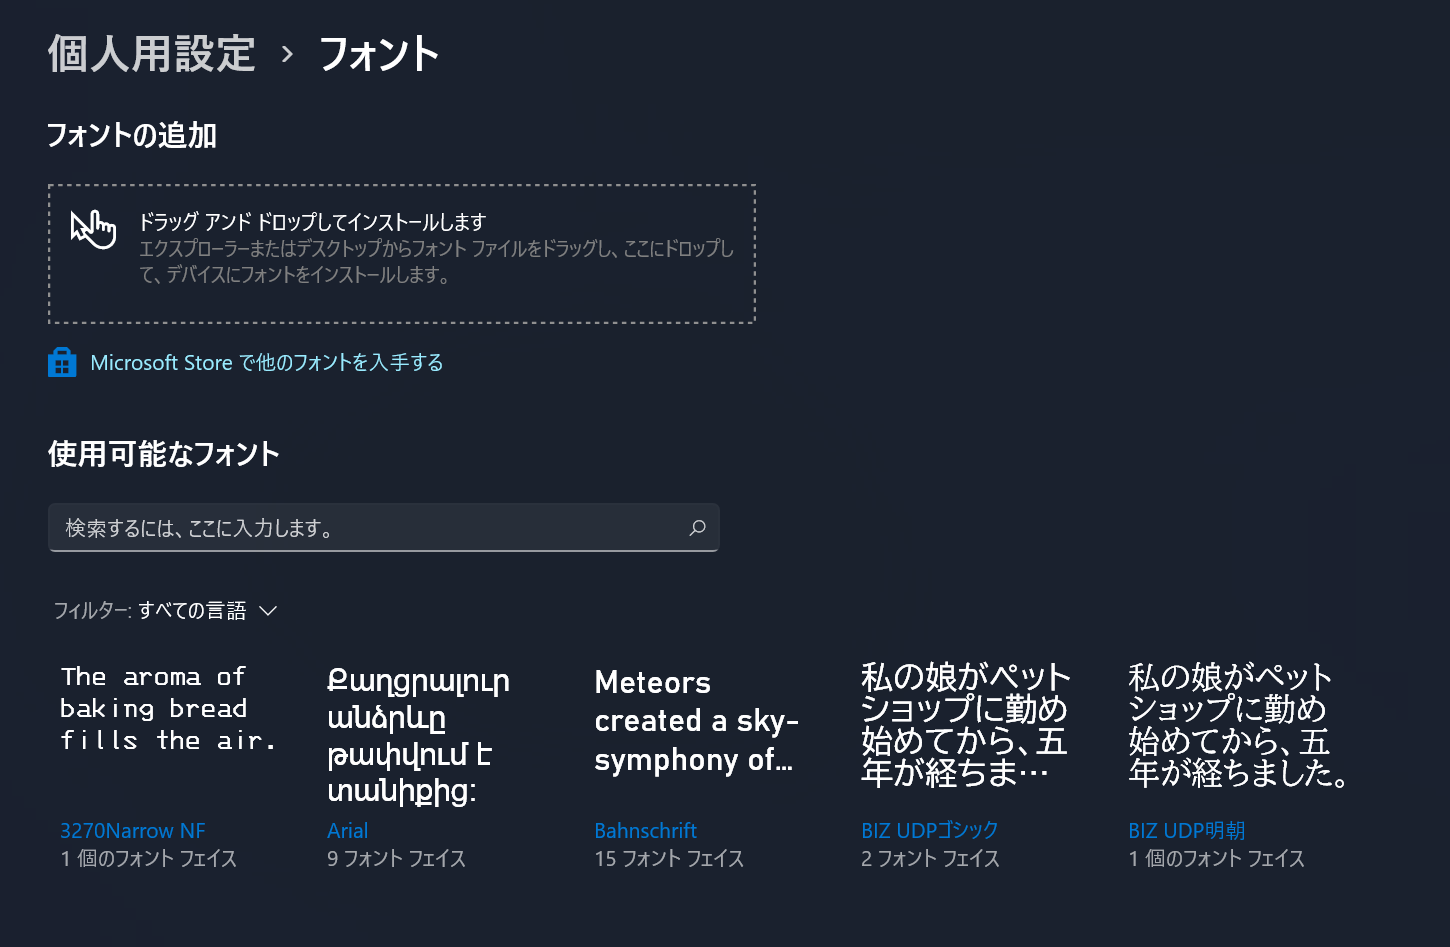 個人用設定 › フォント
フォントの追加
ドラッグ アンド ドロップしてインストールします
エクスプローラーまたはデスクトップからフォント ファイルをドラッグし、ここにドロップし
て、デバイスにフォントをインストールします。
Microsoft Store で他のフォントを入手する
使用可能なフォント
検索するには、ここに入力します。
フィルター: すべての言語
The aroma of
baking bread
fills the air.
3270Narrow NF
1 個のフォント フェイス
Քաղցրալուր
անձրևը
թափվում է
տանիքից:
Arial
9 フォント フェイス
Meteors
created a sky-
symphony of...
Bahnschrift
15 フォント フェイス
私の娘がペット
ショップに勤め
始めてから、五
年が経ちま…
BIZ UDPゴシック
2 フォント フェイス
私の娘がペット
ショップに勤め
始めてから、五
年が経ちました。
BIZ UDP明朝
1 個のフォント フェイス